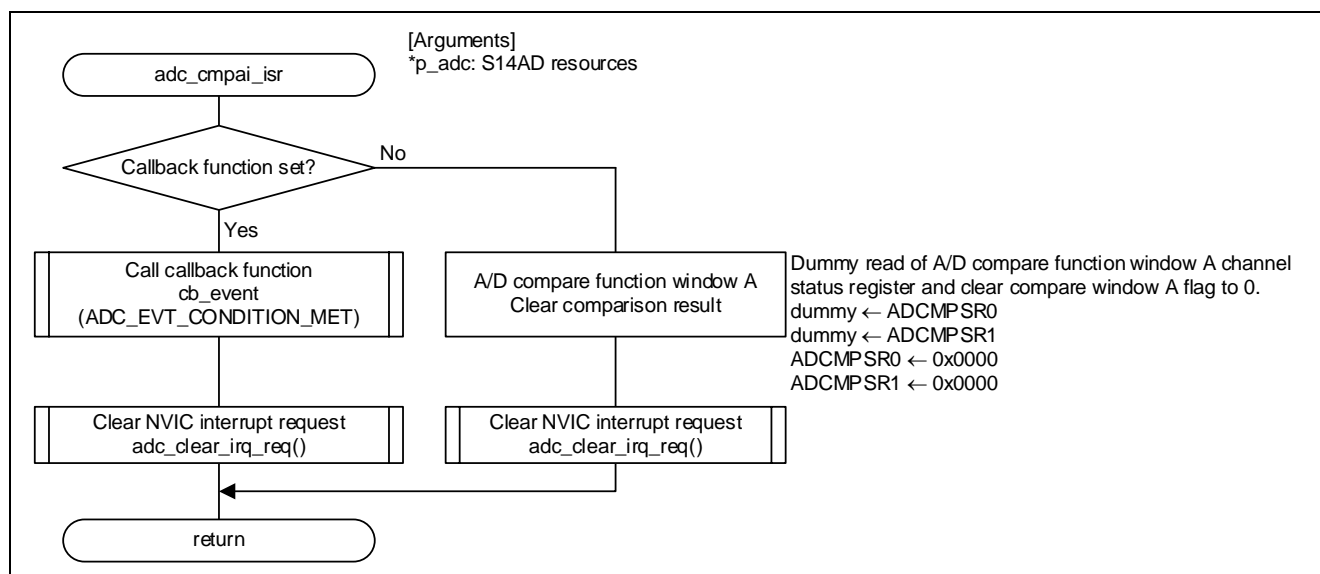 [Arguments]
*p_adc: S14AD resources
adc_cmpai_isr
Callback function set?
No
Yes
Call callback function
cb_event
(ADC_EVT_CONDITION_MET)
A/D compare function window A
Clear comparison result
Dummy read of A/D compare function window A channel
status register and clear compare window A flag to 0.
dummy ← ADCMPSR0
dummy ← ADCMPSR1
ADCMPSR0 ← 0x0000
ADCMPSR1 ← 0x0000
Clear NVIC interrupt request
adc_clear_irq_req()
Clear NVIC interrupt request
adc_clear_irq_req()
return